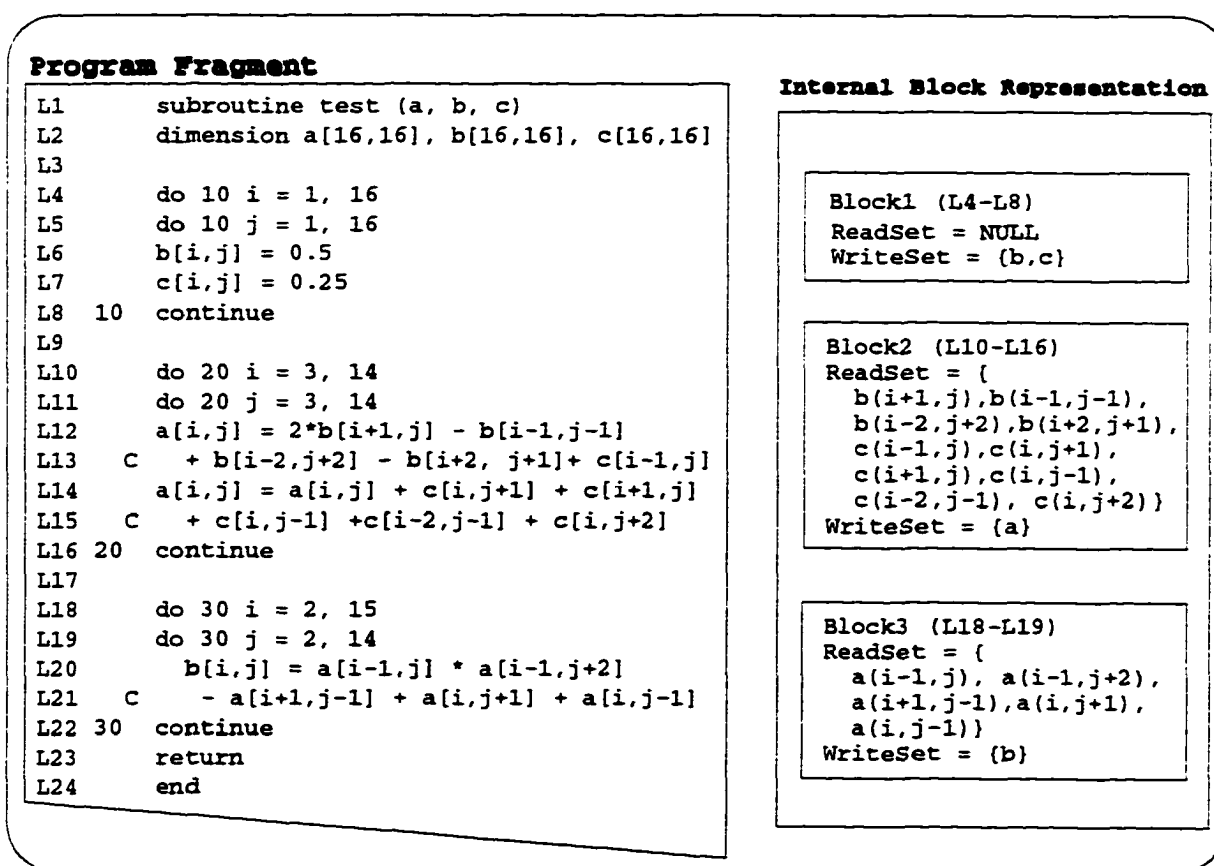 Program Fragment
L1 subroutine test (a, b, c)
L2 dimension a[16,16], b[16,16], c[16,16]
L3
L4 do 10 i = 1, 16
L5 do 10 j = 1, 16
L6 b[i,j] = 0.5
L7 c[i,j] = 0.25
L8 10 continue
L9
L10 do 20 i = 3, 14
L11 do 20 j = 3, 14
L12 a[i,j] = 2*b[i+1,j] - b[i-1,j-1]
L13 C + b[i-2,j+2] - b[i+2, j+1]+ c[i-1,j]
L14 a[i,j] = a[i,j] + c[i,j+1] + c[i+1,j]
L15 C + c[i,j-1] +c[i-2,j-1] + c[i,j+2]
L16 20 continue
L17
L18 do 30 i = 2, 15
L19 do 30 j = 2, 14
L20 b[i,j] = a[i-1,j] * a[i-1,j+2]
L21 C - a[i+1,j-1] + a[i,j+1] + a[i,j-1]
L22 30 continue
L23 return
L24 end
Internal Block Representation
Block1 (L4-L8)
ReadSet = NULL
WriteSet = {b,c}
Block2 (L10-L16)
ReadSet = {
b(i+1,j),b(i-1,j-1),
b(i-2,j+2),b(i+2,j+1),
c(i-1,j),c(i,j+1),
c(i+1,j),c(i,j-1),
c(i-2,j-1), c(i,j+2)}
WriteSet = {a}
Block3 (L18-L19)
ReadSet = {
a(i-1,j), a(i-1,j+2),
a(i+1,j-1),a(i,j+1),
a(i,j-1)}
WriteSet = {b}